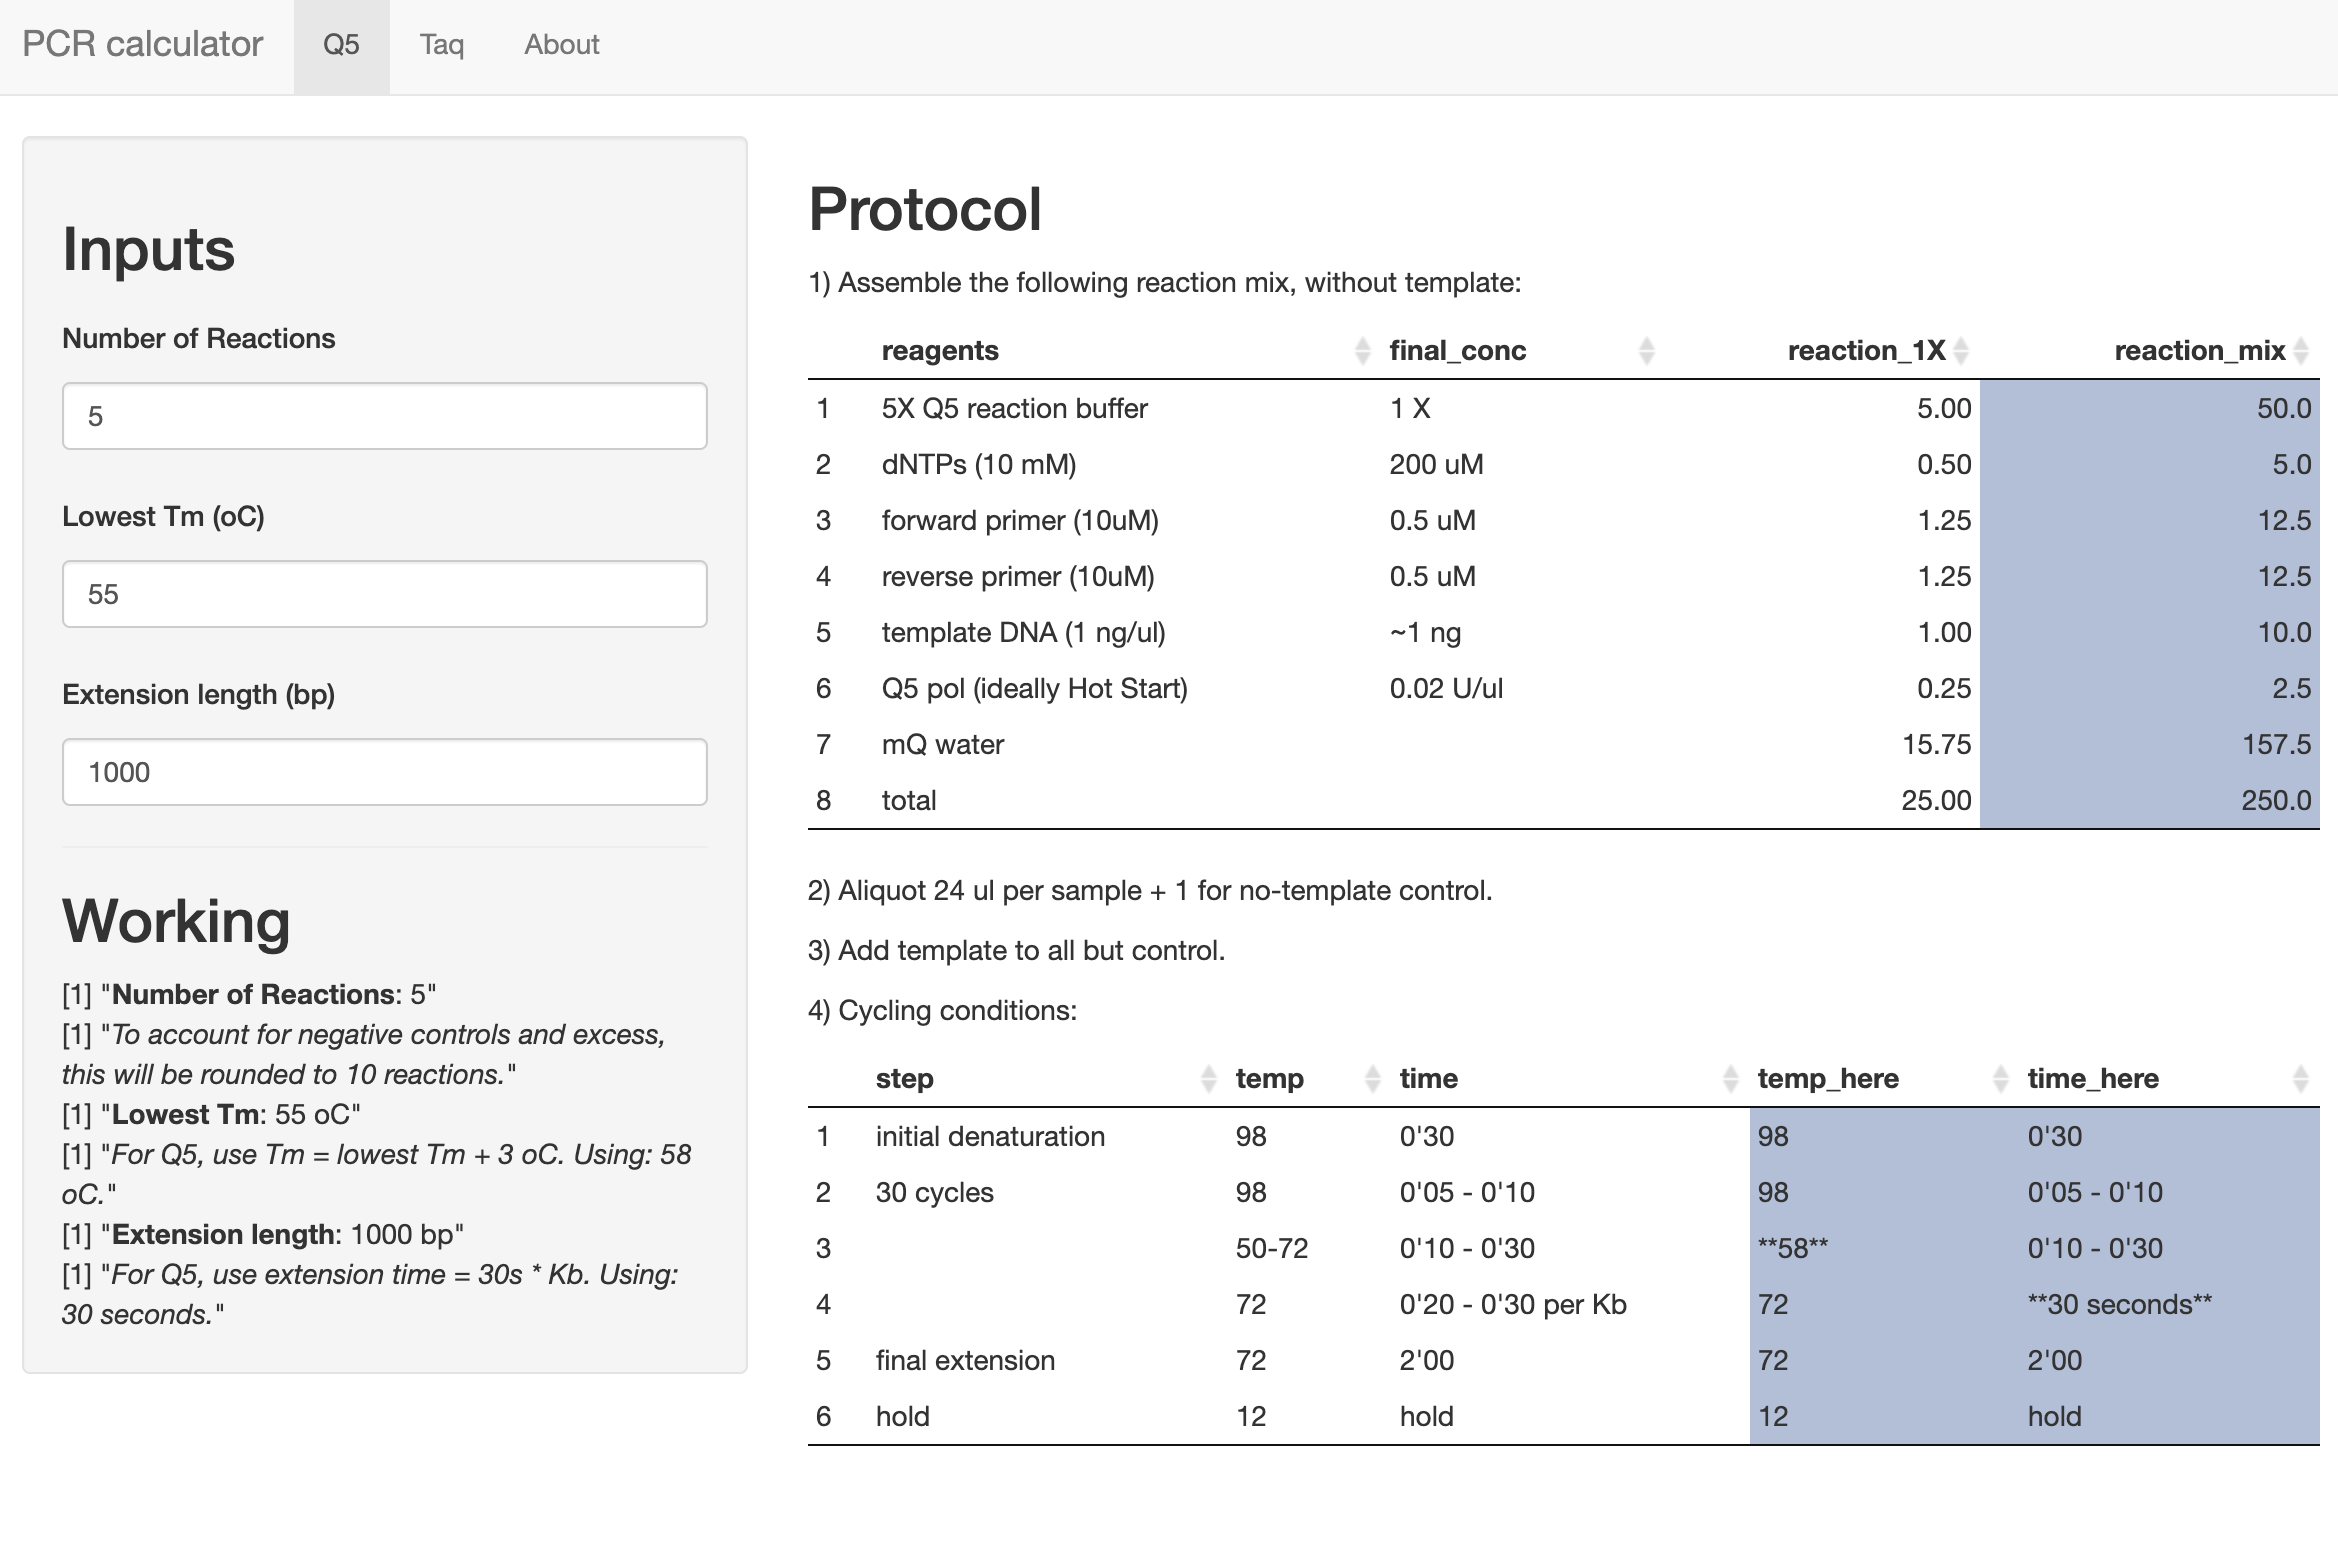 PCR calculator Q5 Taq About
Inputs
Number of Reactions
5
Lowest Tm (oC)
55
Extension length (bp)
1000
Working
[1] "Number of Reactions: 5"
[1] "To account for negative controls and excess,
this will be rounded to 10 reactions."
[1] "Lowest Tm: 55 oC"
[1] "For Q5, use Tm = lowest Tm + 3 oC. Using: 58
oC."
[1] "Extension length: 1000 bp"
[1] "For Q5, use extension time = 30s * Kb. Using:
30 seconds."
Protocol
1) Assemble the following reaction mix, without template:
reagents final_conc reaction_1X reaction_mix
1 5X Q5 reaction buffer 1 X 5.00 50.0
2 dNTPs (10 mM) 200 uM 0.50 5.0
3 forward primer (10uM) 0.5 uM 1.25 12.5
4 reverse primer (10uM) 0.5 uM 1.25 12.5
5 template DNA (1 ng/ul) ~1 ng 1.00 10.0
6 Q5 pol (ideally Hot Start) 0.02 U/ul 0.25 2.5
7 mQ water 15.75 157.5
8 total 25.00 250.0
2) Aliquot 24 ul per sample + 1 for no-template control.
3) Add template to all but control.
4) Cycling conditions:
step temp time temp_here time_here
1 initial denaturation 98 0'30 98 0'30
2 30 cycles 98 0'05 - 0'10 98 0'05 - 0'10
3 50-72 0'10 - 0'30 **58** 0'10 - 0'30
4 72 0'20 - 0'30 per Kb 72 **30 seconds**
5 final extension 72 2'00 72 2'00
6 hold 12 hold 12 hold